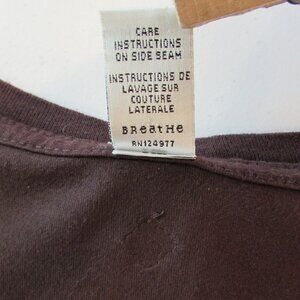 CARE
INSTRUCTIONS
ON SIDE SEAM
INSTRUCTIONS DE
LAVAGE SUR
COUTURE
LATERALE
BReatHe
RN124977